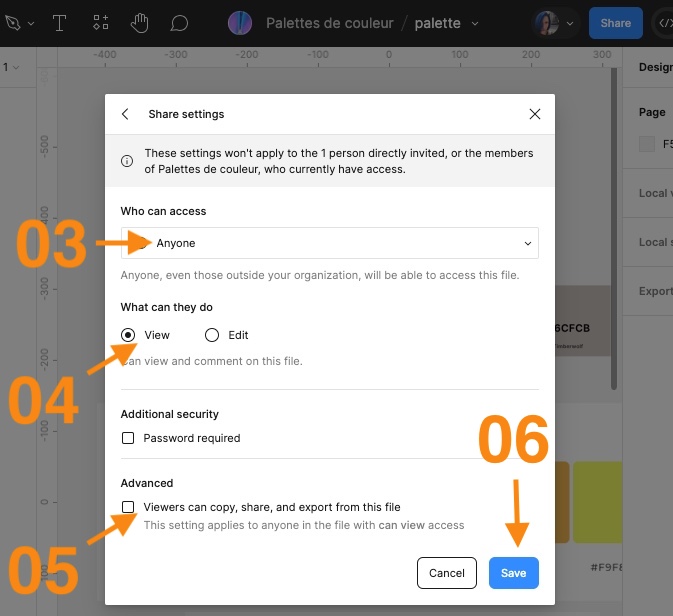 Palettes de couleur / palette
Share
</>
1
-400 -300 -200 -100 0 100 200 300
Design
Share settings
These settings won't apply to the 1 person directly invited, or the members
of Palettes de couleur, who currently have access.
Page
F5
-500
Local
Who can access
-400
03
Anyone
Local
Anyone, even those outside your organization, will be able to access this file.
-300
Export
What can they do
6CFCB
View
Edit
Timberwolf
-200
Can view and comment on this file.
04
Additional security
-100
06
Password required
Advanced
0
Viewers can copy, share, and export from this file
This setting applies to anyone in the file with can view access
05
100
#F9F8
Cancel
Save